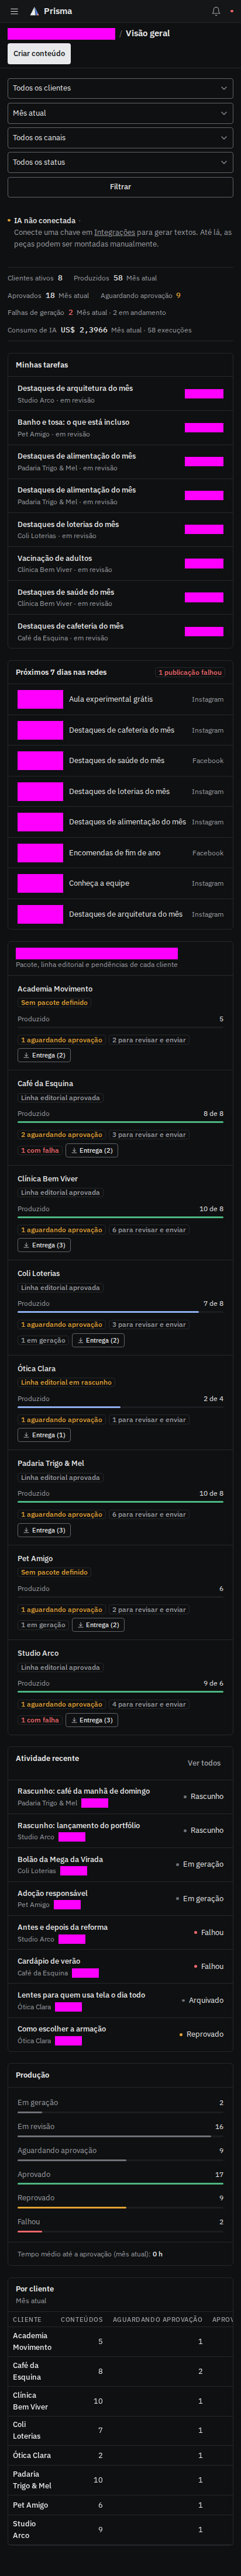 Prisma
/ Visão geral
Criar conteúdo
Todos os clientes
Mês atual
Todos os canais
Todos os status
Filtrar
IA não conectada ·
Conecte uma chave em Integrações para gerar textos. Até lá, as
peças podem ser montadas manualmente.
Clientes ativos 8 Produzidos 58 Mês atual
Aprovados 18 Mês atual Aguardando aprovação 9
Falhas de geração 2 Mês atual · 2 em andamento
Consumo de IA US$ 2,3966 Mês atual · 58 execuções
Minhas tarefas
Destaques de arquitetura do mês
Studio Arco · em revisão
Banho e tosa: o que está incluso
Pet Amigo · em revisão
Destaques de alimentação do mês
Padaria Trigo & Mel · em revisão
Destaques de alimentação do mês
Padaria Trigo & Mel · em revisão
Destaques de loterias do mês
Coli Loterias · em revisão
Vacinação de adultos
Clínica Bem Viver · em revisão
Destaques de saúde do mês
Clínica Bem Viver · em revisão
Destaques de cafeteria do mês
Café da Esquina · em revisão
Próximos 7 dias nas redes 1 publicação falhou
Aula experimental grátis Instagram
Destaques de cafeteria do mês Instagram
Destaques de saúde do mês Facebook
Destaques de loterias do mês Instagram
Destaques de alimentação do mês Instagram
Encomendas de fim de ano Facebook
Conheça a equipe Instagram
Destaques de arquitetura do mês Instagram
Pacote, linha editorial e pendências de cada cliente
Academia Movimento
Sem pacote definido
Produzido 5
1 aguardando aprovação 2 para revisar e enviar
Entrega (2)
Café da Esquina
Linha editorial aprovada
Produzido 8 de 8
2 aguardando aprovação 3 para revisar e enviar
1 com falha Entrega (2)
Clínica Bem Viver
Linha editorial aprovada
Produzido 10 de 8
1 aguardando aprovação 6 para revisar e enviar
Entrega (3)
Coli Loterias
Linha editorial aprovada
Produzido 7 de 8
1 aguardando aprovação 3 para revisar e enviar
1 em geração Entrega (2)
Ótica Clara
Linha editorial em rascunho
Produzido 2 de 4
1 aguardando aprovação 1 para revisar e enviar
Entrega (1)
Padaria Trigo & Mel
Linha editorial aprovada
Produzido 10 de 8
1 aguardando aprovação 6 para revisar e enviar
Entrega (3)
Pet Amigo
Sem pacote definido
Produzido 6
1 aguardando aprovação 2 para revisar e enviar
1 em geração Entrega (2)
Studio Arco
Linha editorial aprovada
Produzido 9 de 6
1 aguardando aprovação 4 para revisar e enviar
1 com falha Entrega (3)
Atividade recente Ver todos
Rascunho: café da manhã de domingo
Padaria Trigo & Mel
Rascunho
Rascunho: lançamento do portfólio
Studio Arco
Rascunho
Bolão da Mega da Virada
Coli Loterias
Em geração
Adoção responsável
Pet Amigo
Em geração
Antes e depois da reforma
Studio Arco
Falhou
Cardápio de verão
Café da Esquina
Falhou
Lentes para quem usa tela o dia todo
Ótica Clara
Arquivado
Como escolher a armação
Ótica Clara
Reprovado
Produção
Em geração 2
Em revisão 16
Aguardando aprovação 9
Aprovado 17
Reprovado 9
Falhou 2
Tempo médio até a aprovação (mês atual): 0 h
Por cliente
Mês atual
CLIENTE CONTEÚDOS AGUARDANDO APROVAÇÃO APROV
Academia
Movimento
5 1
Café da
Esquina
8 2
Clínica
Bem Viver
10 1
Coli
Loterias
7 1
Ótica Clara 2 1
Padaria
Trigo & Mel
10 1
Pet Amigo 6 1
Studio
Arco
9 1